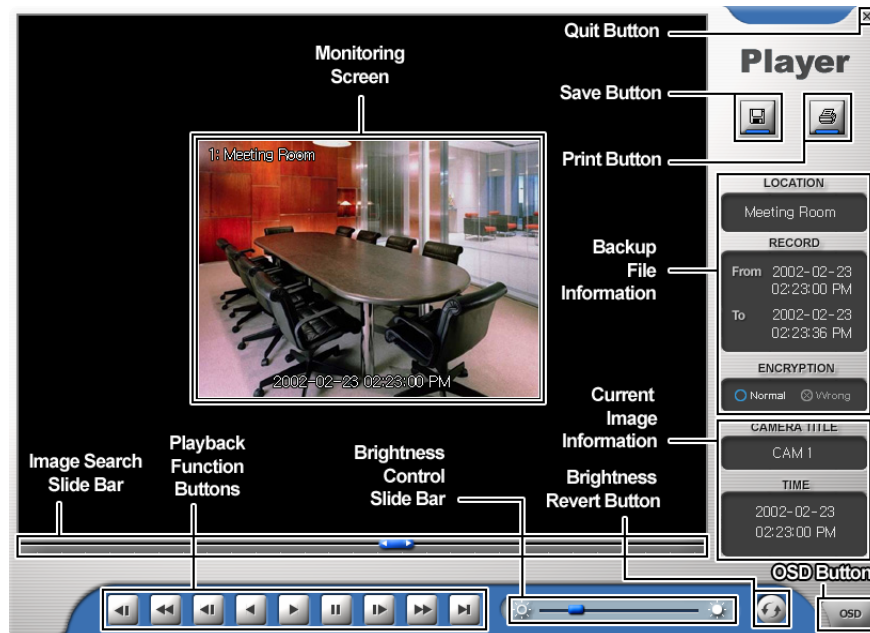 Quit Button
Player
Monitoring
Screen
Save Button
Print Button
1: Meeting Room
LOCATION
Meeting Room
RECORD
From 2002-02-23
02:23:00 PM
To 2002-02-23
02:23:36 PM
Backup
File
Information
ENCRYPTION
Normal Wrong
2002-02-23 02:23:00 PM
Current
Image
Information
CAMERA TITLE
CAM 1
TIME
2002-02-23
02:23:00 PM
Image Search
Slide Bar
Playback
Function
Buttons
Brightness
Control
Slide Bar
Brightness
Revert Button
OSD Button
OSD